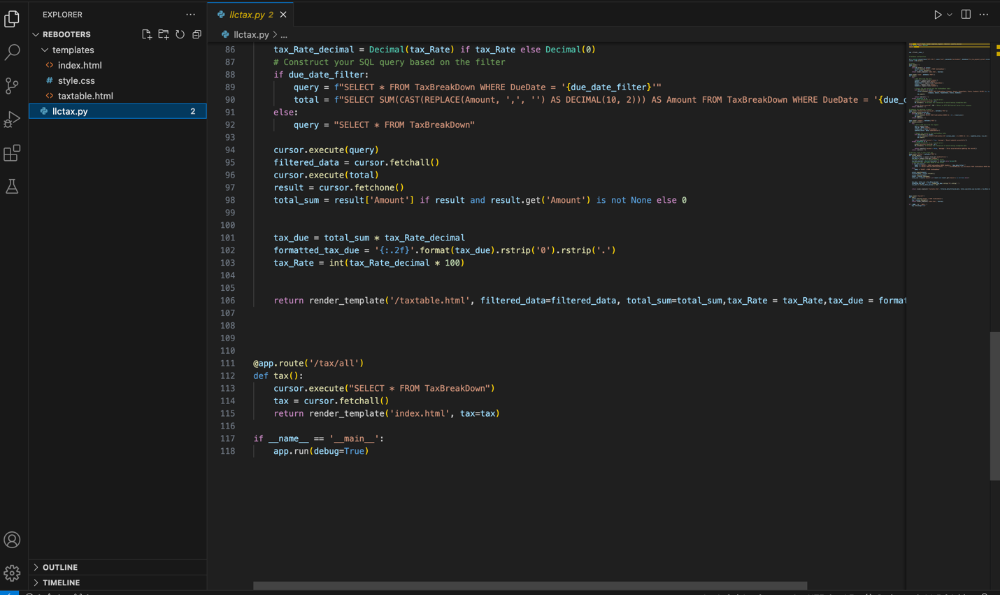 EXPLORER ...
REBOOTERS
templates
<> index.html
# style.css
<> taxtable.html
llctax.py 2
OUTLINE
TIMELINE
llctax.py 2
llctax.py > ...
86 tax_Rate_decimal = Decimal(tax_Rate) if tax_Rate else Decimal(0)
87 # Construct your SQL query based on the filter
88 if due_date_filter:
89 query = f"SELECT * FROM TaxBreakDown WHERE DueDate = '{due_date_filter}'"
90 total = f"SELECT SUM(CAST(REPLACE(Amount, ',', '') AS DECIMAL(10, 2))) AS Amount FROM TaxBreakDown WHERE DueDate = '{due_
91 else:
92 query = "SELECT * FROM TaxBreakDown"
93
94 cursor.execute(query)
95 filtered_data = cursor.fetchall()
96 cursor.execute(total)
97 result = cursor.fetchone()
98 total_sum = result['Amount'] if result and result.get('Amount') is not None else 0
99
100
101 tax_due = total_sum * tax_Rate_decimal
102 formatted_tax_due = '{:.2f}'.format(tax_due).rstrip('0').rstrip('.')
103 tax_Rate = int(tax_Rate_decimal * 100)
104
105
106 return render_template('/taxtable.html', filtered_data=filtered_data, total_sum=total_sum,tax_Rate = tax_Rate,tax_due = format
107
108
109
110
111 @app.route('/tax/all')
112 def tax():
113 cursor.execute("SELECT * FROM TaxBreakDown")
114 tax = cursor.fetchall()
115 return render_template('index.html', tax=tax)
116
117 if __name__ == '__main__':
118 app.run(debug=True)